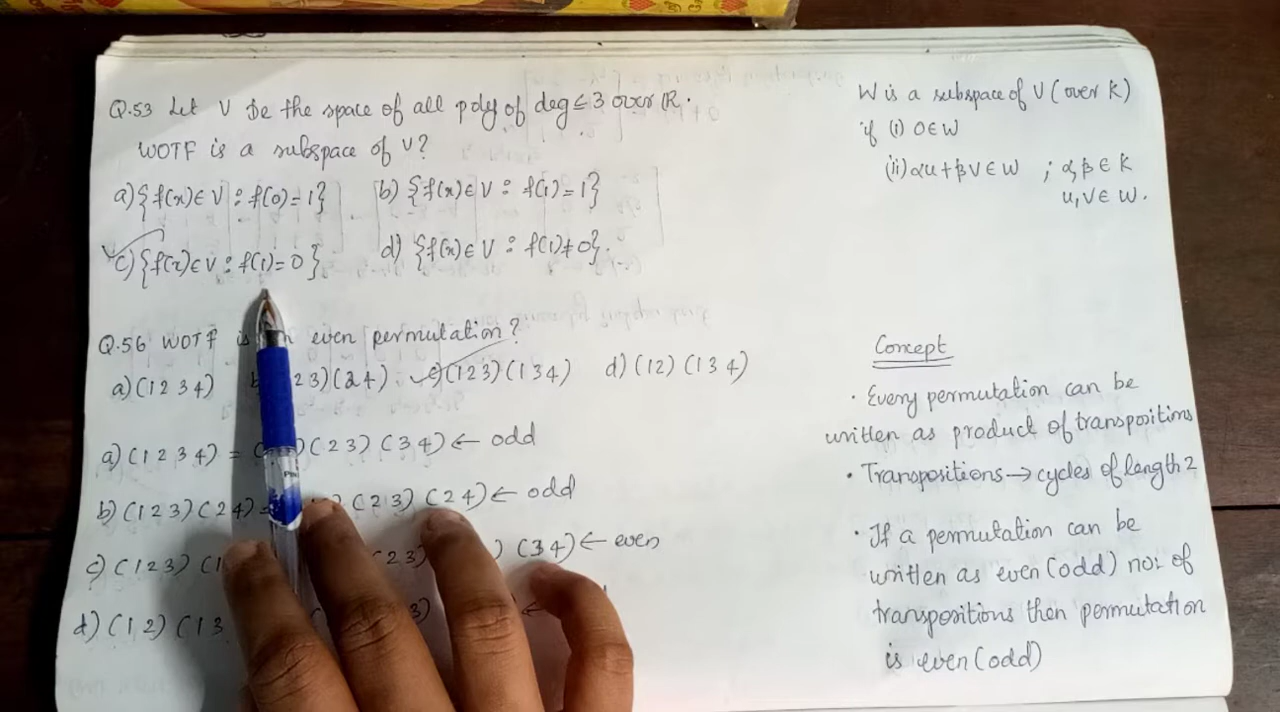 Q.53 Let V be the space of all poly of deg ≤ 3 over R.
WOTF is a subspace of V?
a) {f(x) ∈ V : f(0) = 1} b) {f(x) ∈ V : f(1) = 1}
c) {f(x) ∈ V : f(1) = 0} d) {f(x) ∈ V : f(1) ≠ 0}.
Q.56 WOTF is even permutation?
a) (1 2 3 4) 2 3) (2 4) c) (1 2 3) (1 3 4) d) (1 2) (1 3 4)
a) (1 2 3 4) = ) (2 3) (3 4) ← odd
b) (1 2 3) (2 4) = ) (2 3) (2 4) ← odd
c) (1 2 3) (1 2 3) ) (3 4) ← even
d) (1 2) (1 3 3) ←
W is a subspace of V (over K)
if (i) 0 ∈ W
(ii) αu + βv ∈ W ; α, β ∈ K
u, v ∈ W.
Concept
• Every permutation can be
written as product of transpositions
• Transpositions → cycles of length 2
• If a permutation can be
written as even (odd) no: of
transpositions then permutation
is even (odd)